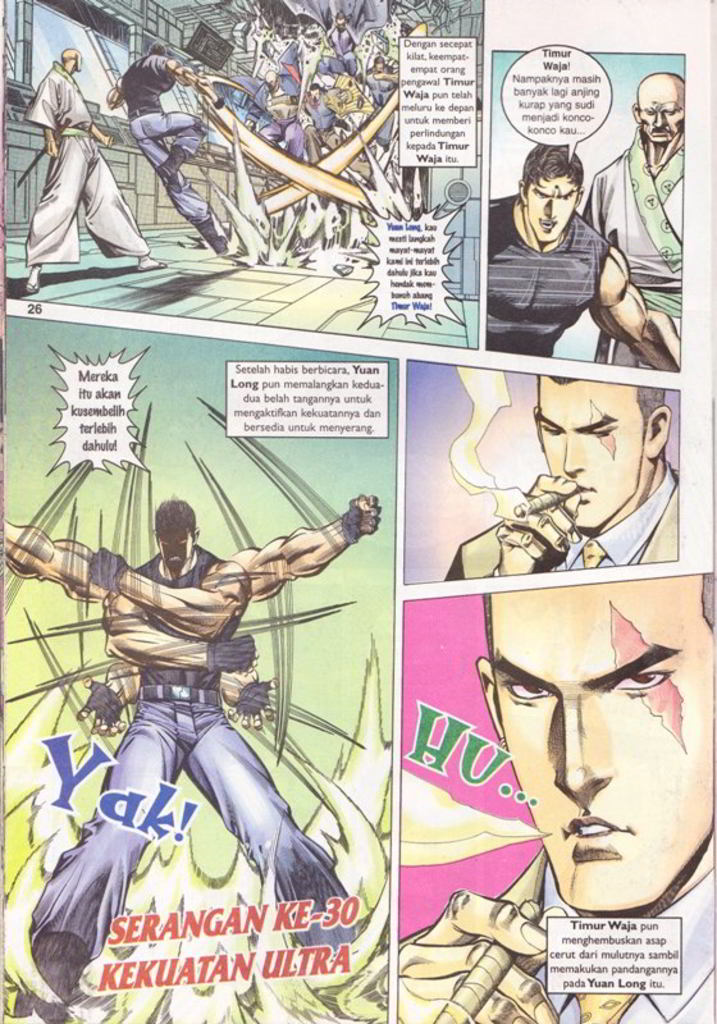 Dengan secepat
kilat, keempat-
empat orang
pengawal Timur
Waja pun telah
meluru ke depan
untuk memberi
perlindungan
kepada Timur
Waja itu.
Yuan Long, kau
mesti langkah
mayat-mayat
kami ini terlebih
dahulu jika kau
hendak mem-
bunuh abang
Timur Waja!
Timur
Waja!
Nampaknya masih
banyak lagi anjing
kurap yang sudi
menjadi konco-
konco kau...
26
Mereka
itu akan
kusembelih
terlebih
dahulu!
Setelah habis berbicara, Yuan
Long pun memalangkan kedua-
dua belah tangannya untuk
mengaktifkan kekuatannya dan
bersedia untuk menyerang.
Yak!
SERANGAN KE-30
KEKUATAN ULTRA
HU...
Timur Waja pun
menghembuskan asap
cerut dari mulutnya sambil
memakukan pandangannya
pada Yuan Long itu.